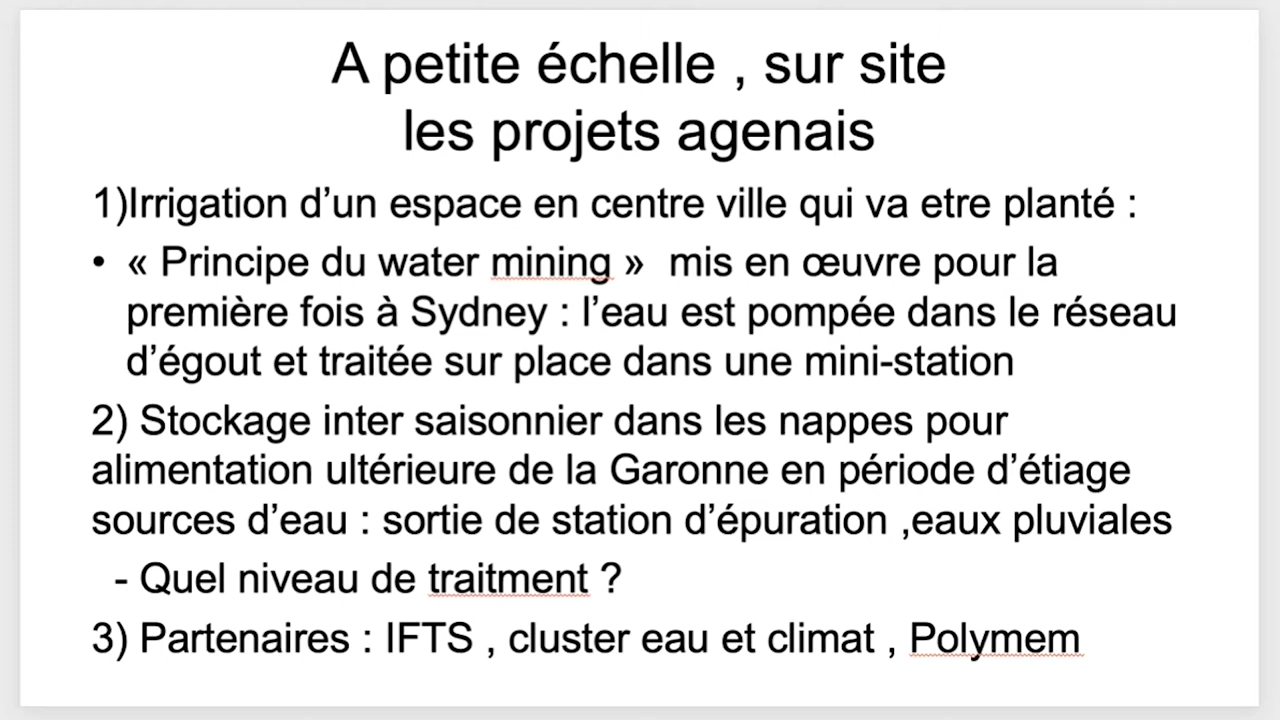 A petite échelle , sur site
les projets agenais
1)Irrigation d’un espace en centre ville qui va etre planté :
• « Principe du water mining » mis en œuvre pour la
première fois à Sydney : l’eau est pompée dans le réseau
d’égout et traitée sur place dans une mini-station
2) Stockage inter saisonnier dans les nappes pour
alimentation ultérieure de la Garonne en période d’étiage
sources d’eau : sortie de station d’épuration ,eaux pluviales
- Quel niveau de traitment ?
3) Partenaires : IFTS , cluster eau et climat , Polymem